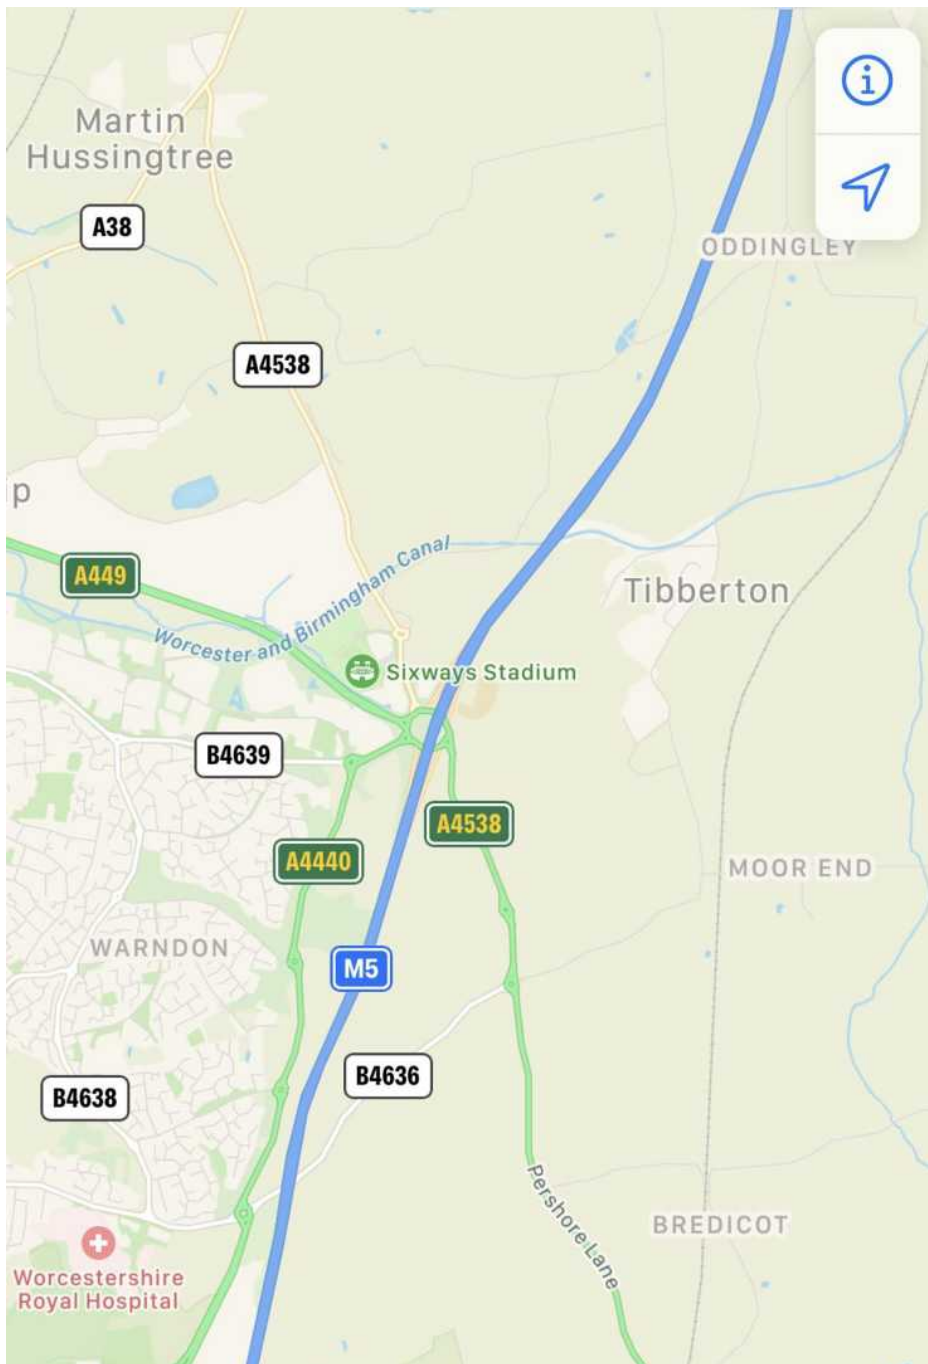 Martin
Hussingtree
A38
ODDINGLEY
A4538
p
Worcester and Birmingham Canal
A449
Tibberton
Sixways Stadium
B4639
A4538
A4440
MOOR END
WARNDON
M5
B4636
B4638
Pershore Lane
BREDICOT
Worcestershire
Royal Hospital